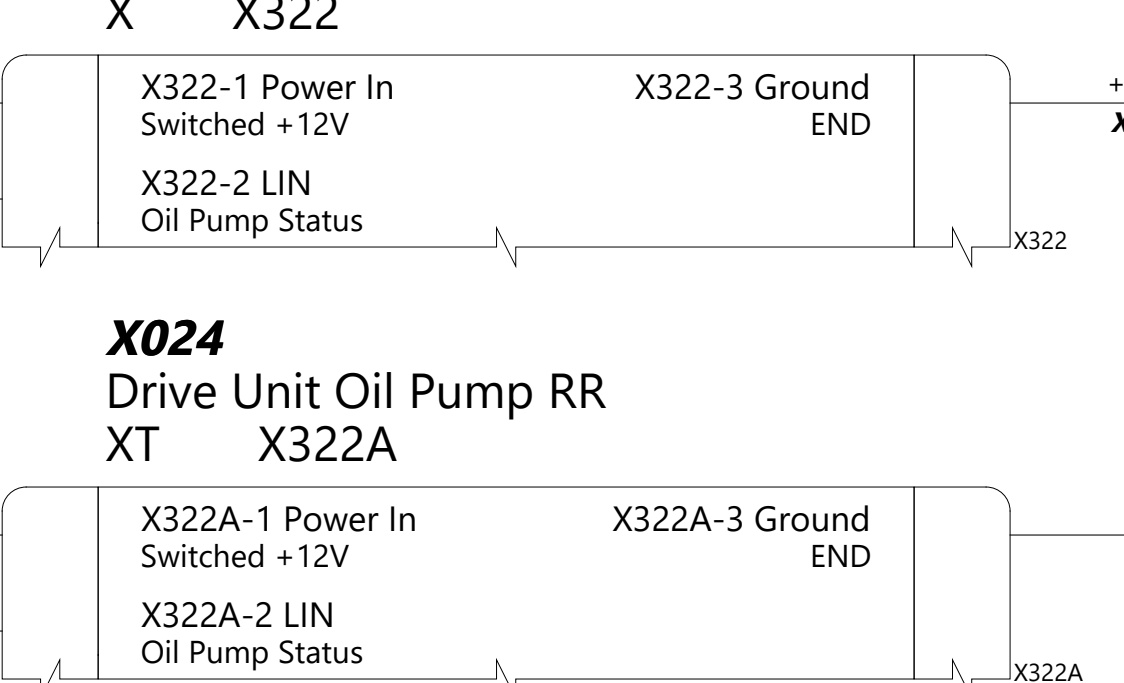 X X322
X322-1 Power In X322-3 Ground
Switched +12V END
X322-2 LIN
Oil Pump Status
X322
+
X024
Drive Unit Oil Pump RR
XT X322A
X322A-1 Power In X322A-3 Ground
Switched +12V END
X322A-2 LIN
Oil Pump Status
X322A